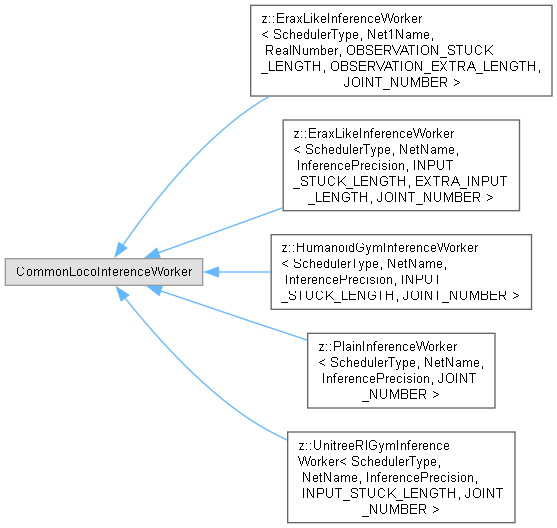 z::EraxLikeInferenceWorker
< SchedulerType, Net1Name,
RealNumber, OBSERVATION_STUCK
_LENGTH, OBSERVATION_EXTRA_LENGTH,
JOINT_NUMBER >
z::EraxLikeInferenceWorker
< SchedulerType, NetName,
InferencePrecision, INPUT
_STUCK_LENGTH, EXTRA_INPUT
_LENGTH, JOINT_NUMBER >
CommonLocoInferenceWorker
z::HumanoidGymInferenceWorker
< SchedulerType, NetName,
InferencePrecision, INPUT
_STUCK_LENGTH, JOINT_NUMBER >
z::PlainInferenceWorker
< SchedulerType, NetName,
InferencePrecision, JOINT
_NUMBER >
z::UnitreeRlGymInference
Worker< SchedulerType,
NetName, InferencePrecision,
INPUT_STUCK_LENGTH, JOINT
_NUMBER >